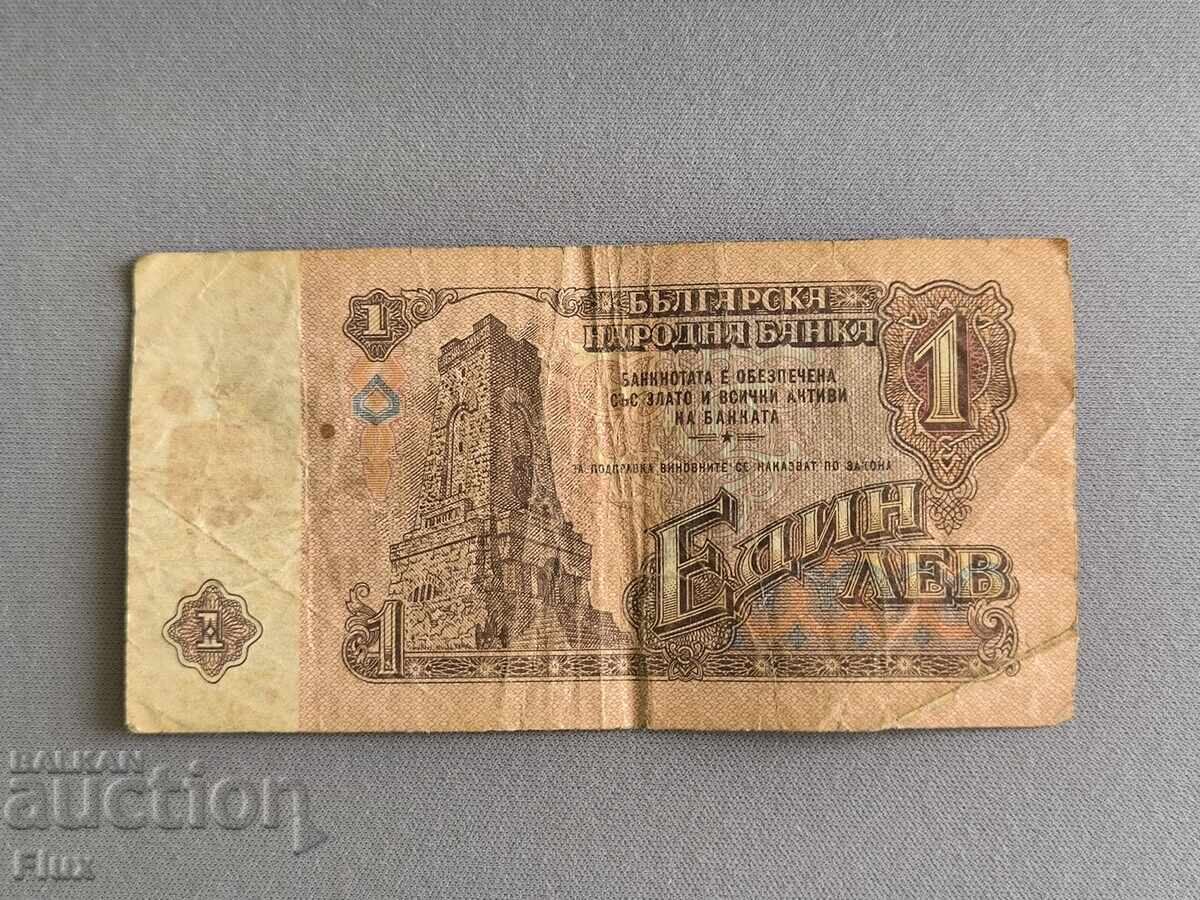 1
БЪЛГАРСКА
НАРОДНА БАНКА
1
БАНКНОТАТА Е ОБЕЗПЕЧЕНА
СЪС ЗЛАТО И ВСИЧКИ АКТИВИ
НА БАНКАТА
ЗА ПОДПРАВКА ВИНОВНИТЕ СЕ НАКАЗВАТ ПО ЗАКОНА
ЕДИН
ЛЕВ
1
1
BALKAN
auction
Flux